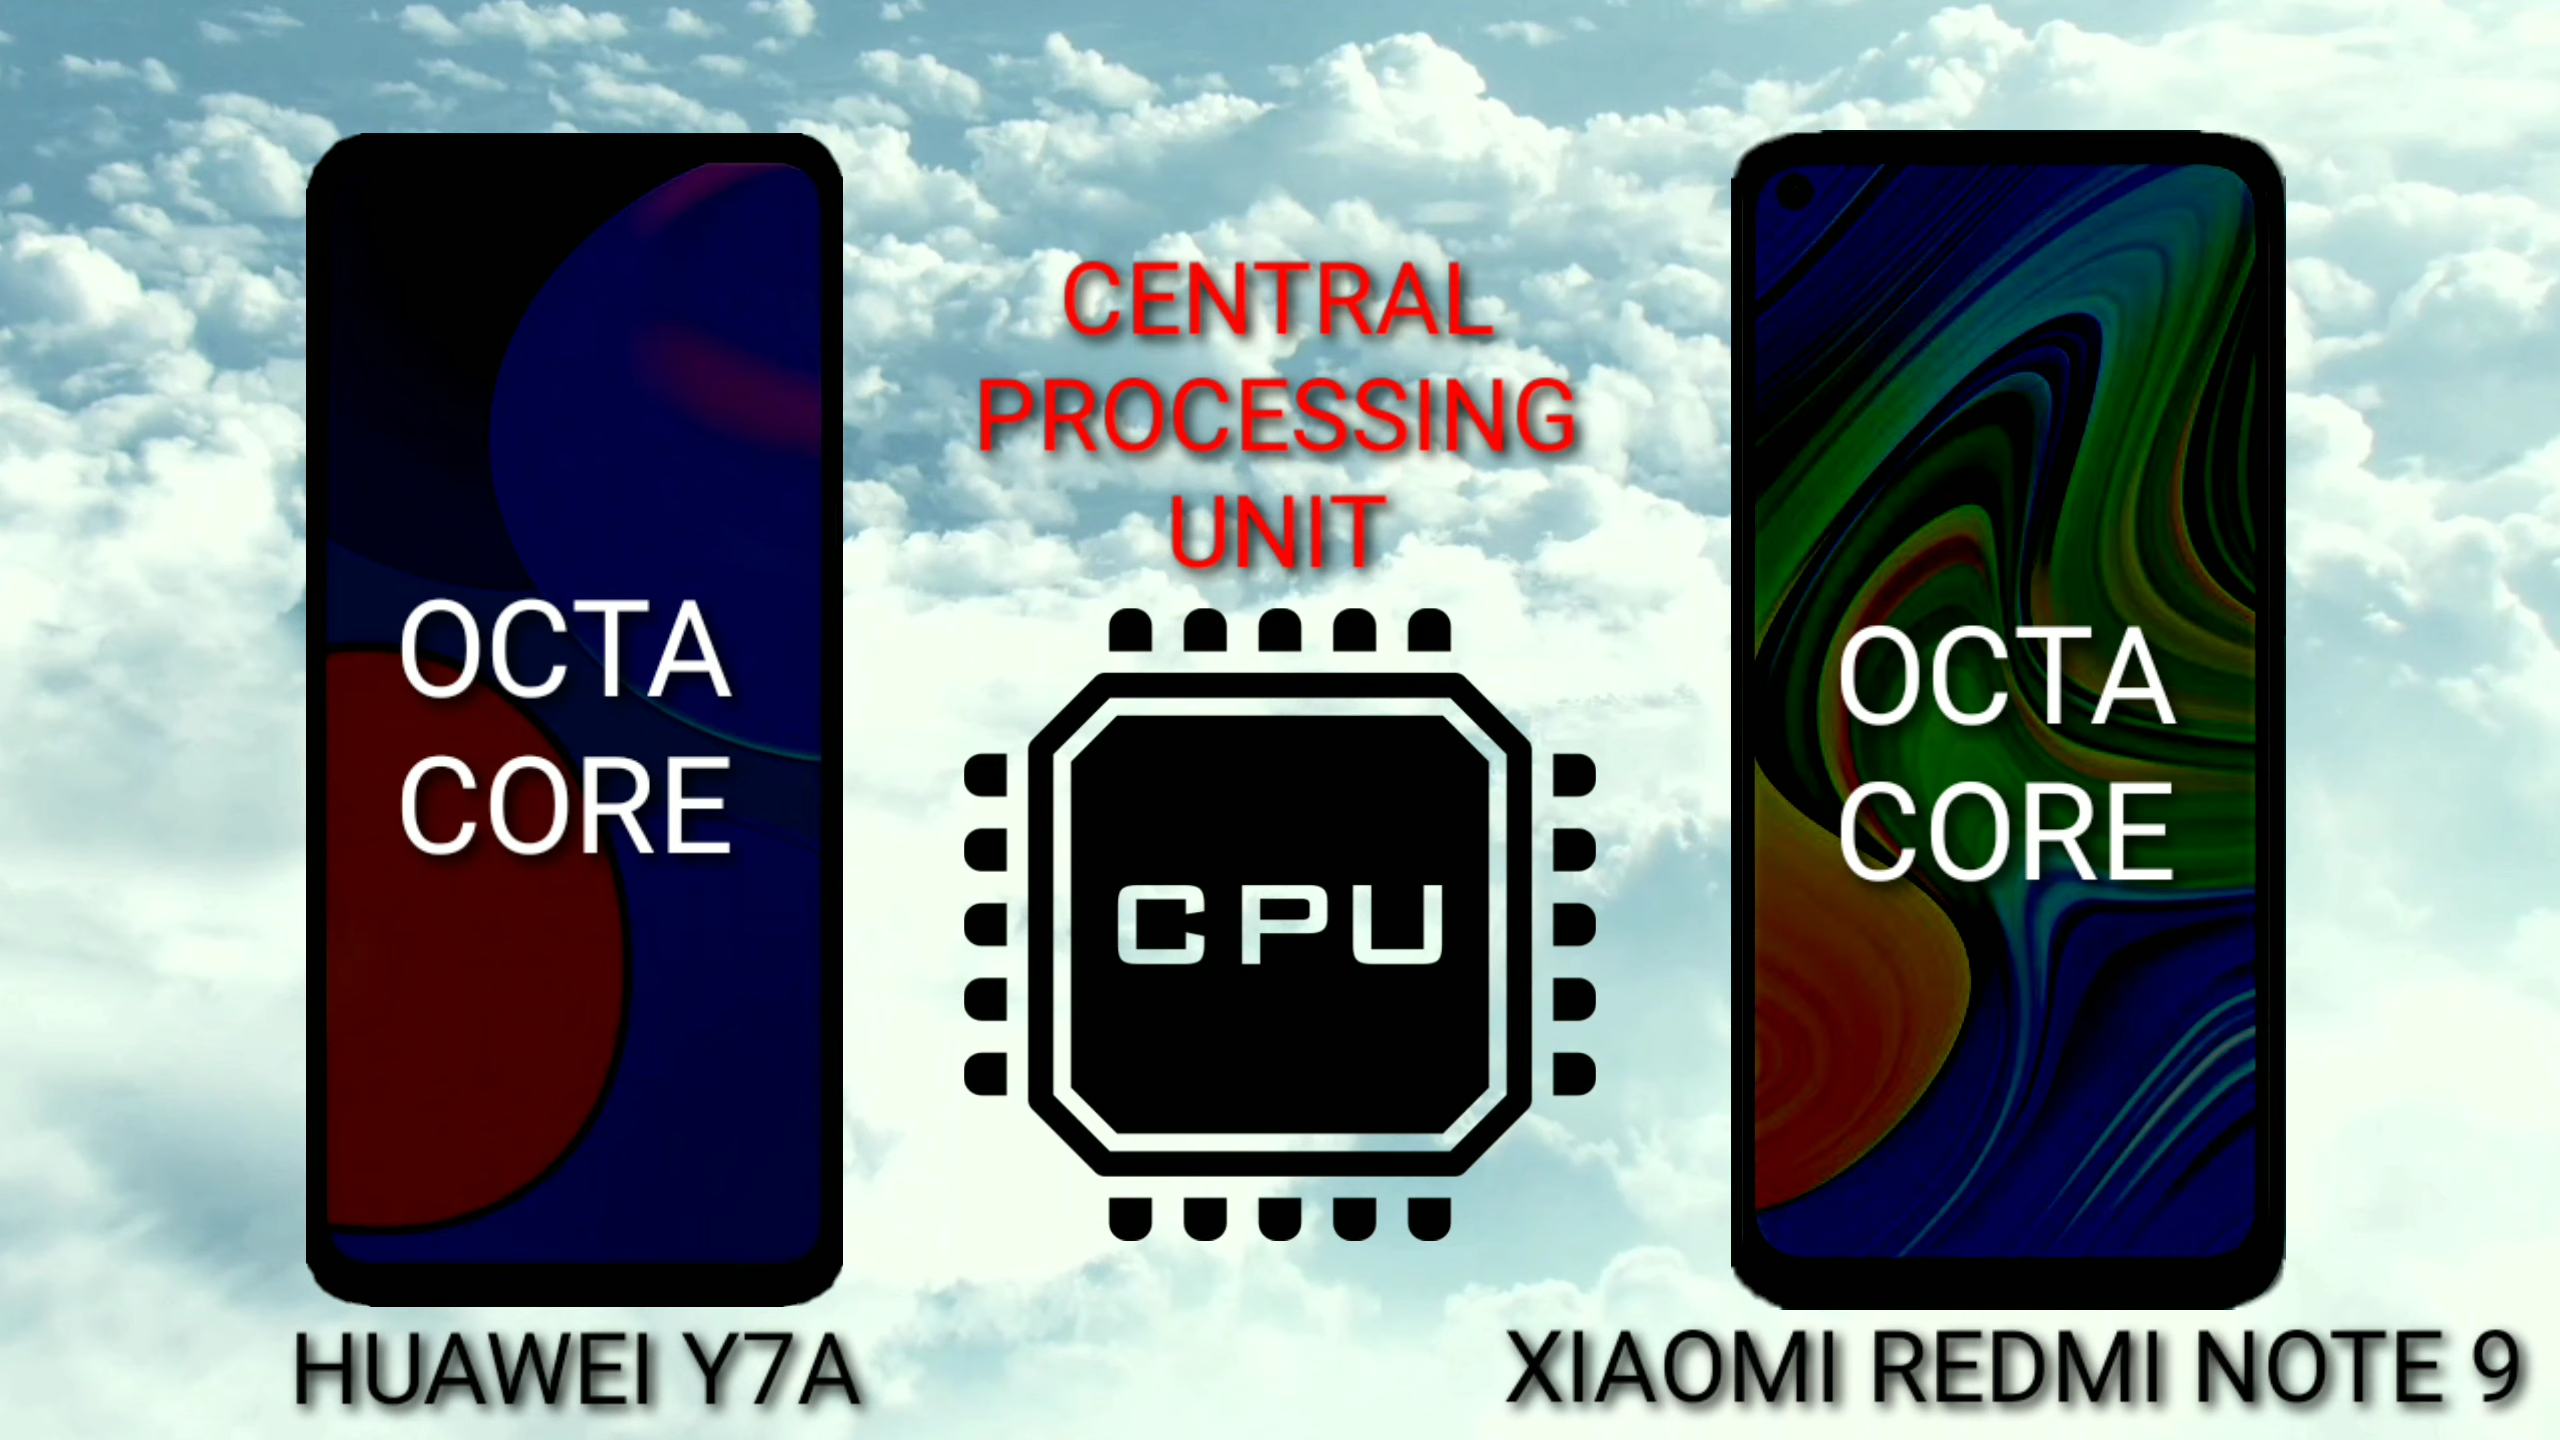 CENTRAL
PROCESSING
UNIT
OCTA
CORE
CPU
OCTA
CORE
HUAWEI Y7A
XIAOMI REDMI NOTE 9